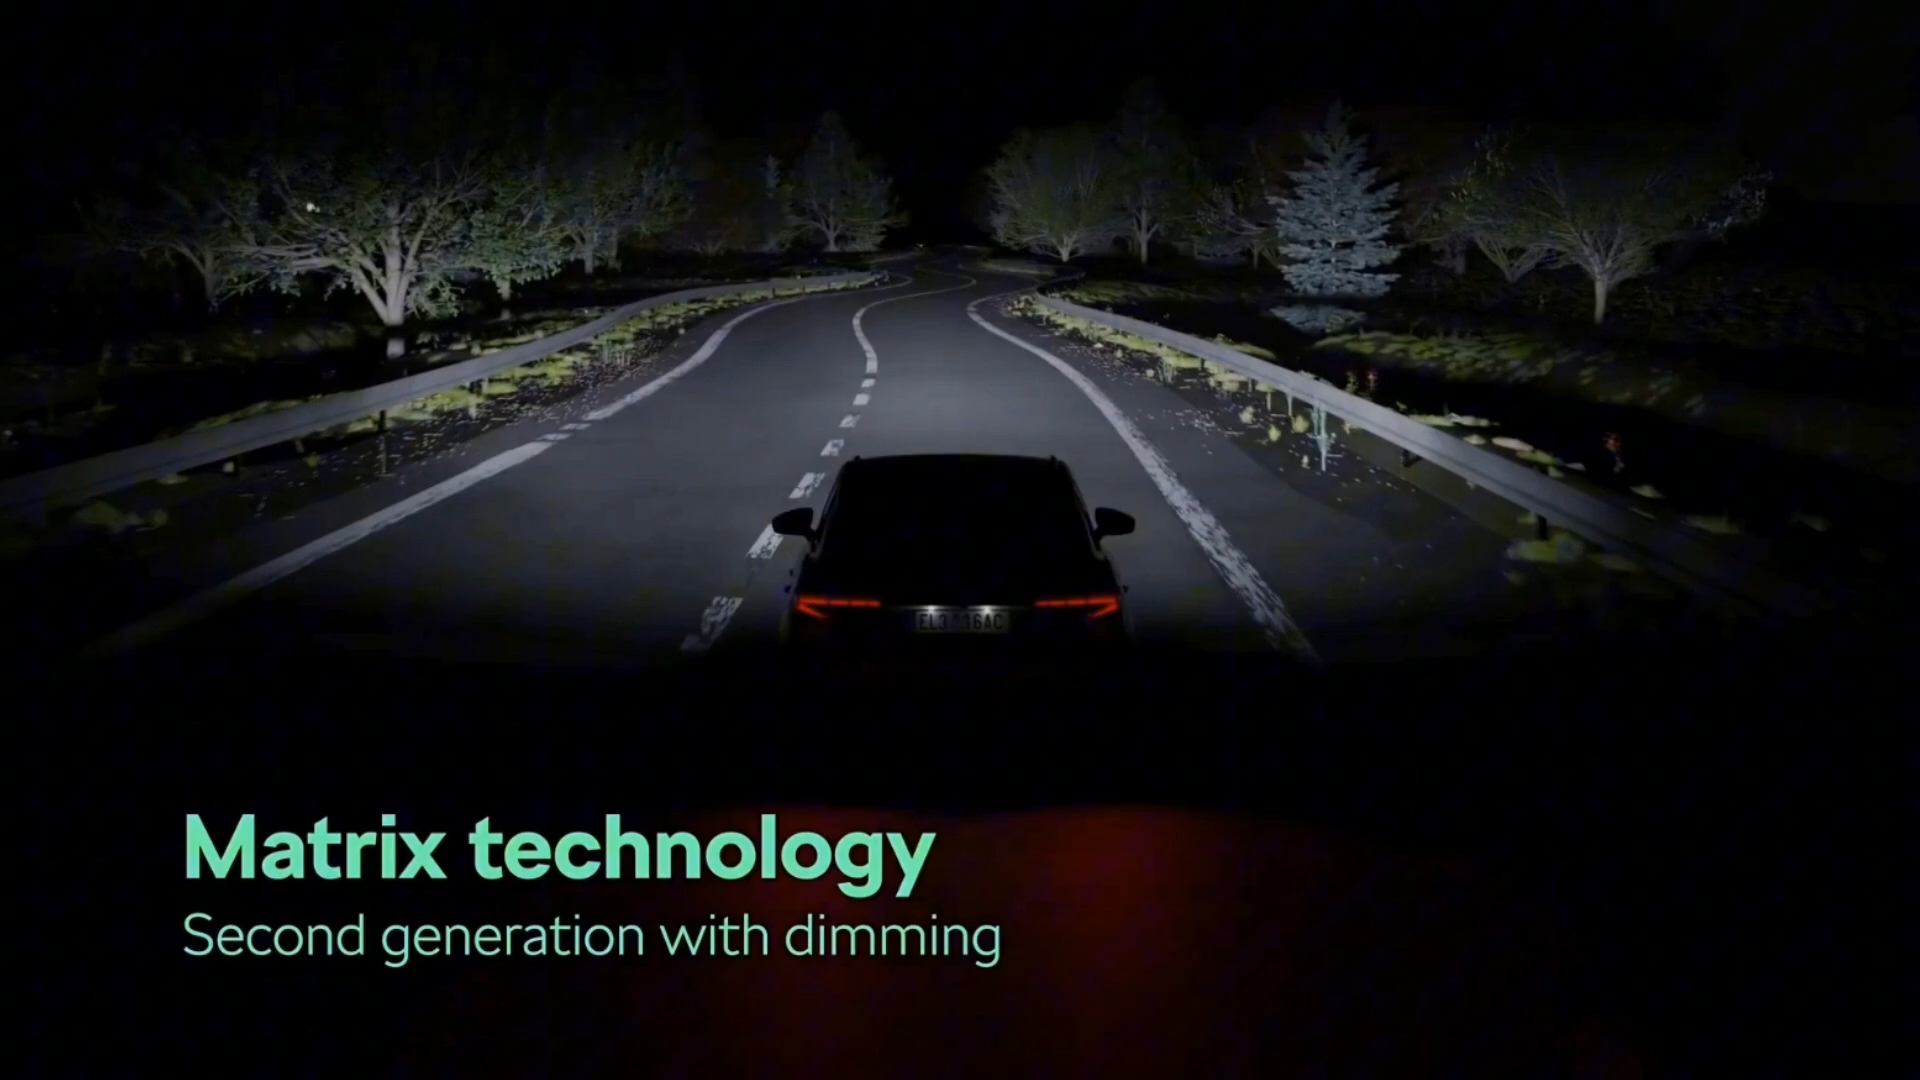 Matrix technology
Second generation with dimming